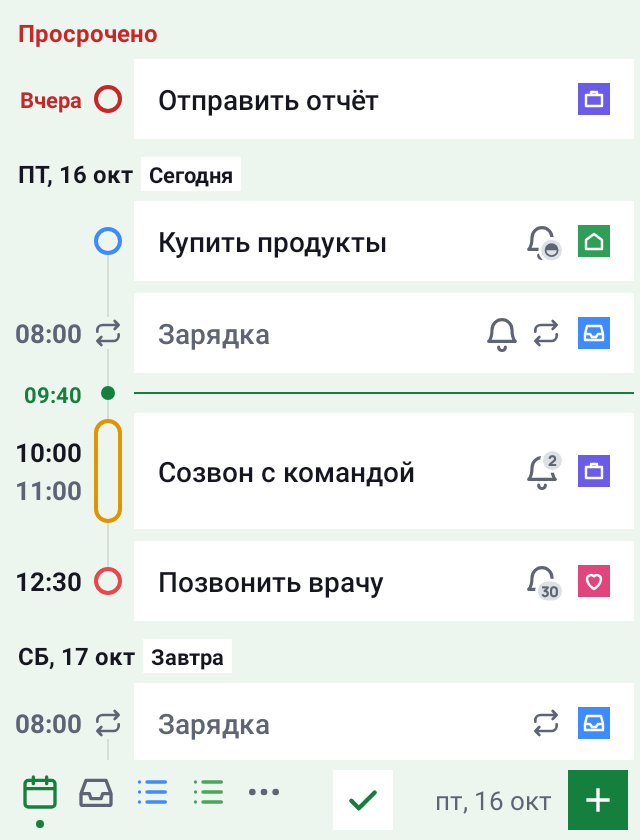 Просрочено
Вчера Отправить отчёт
ПТ, 16 окт Сегодня
Купить продукты
08:00 Зарядка
09:40
10:00
11:00
Созвон с командой 2
12:30 Позвонить врачу 30
СБ, 17 окт Завтра
08:00 Зарядка
пт, 16 окт